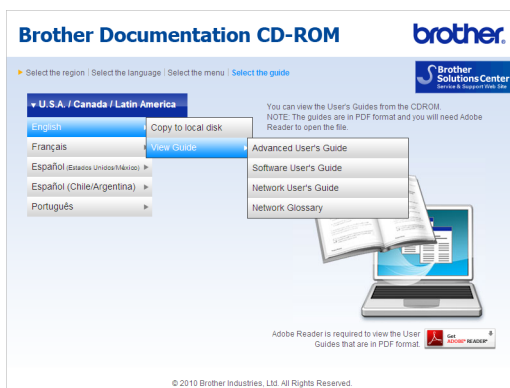 Brother Documentation CD-ROM
brother.
Select the region | Select the language | Select the menu | Select the guide
Brother
Solutions Center
Service & Support Web Site
U.S.A. / Canada / Latin America
You can view the User's Guides from the CDROM.
NOTE: The guides are in PDF format and you will need Adobe
Reader to open the file.
English
Copy to local disk
Français
View Guide
Advanced User's Guide
Español (Estados Unidos/México)
Software User's Guide
Español (Chile/Argentina)
Network User's Guide
Português
Network Glossary
Adobe Reader is required to view the User
Guides that are in PDF format.
Get
ADOBE® READER®
© 2010 Brother Industries, Ltd. All Rights Reserved.